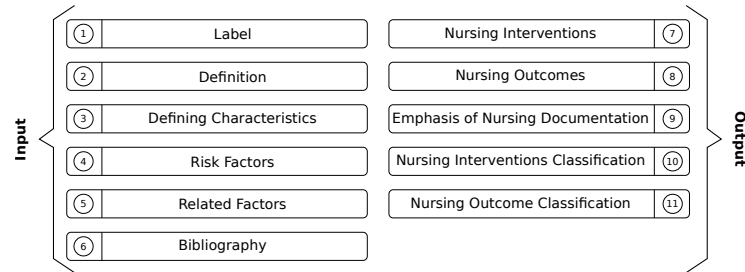 Input
1 Label
2 Definition
3 Defining Characteristics
4 Risk Factors
5 Related Factors
6 Bibliography
Nursing Interventions 7
Nursing Outcomes 8
Emphasis of Nursing Documentation 9
Nursing Interventions Classification 10
Nursing Outcome Classification 11
Output